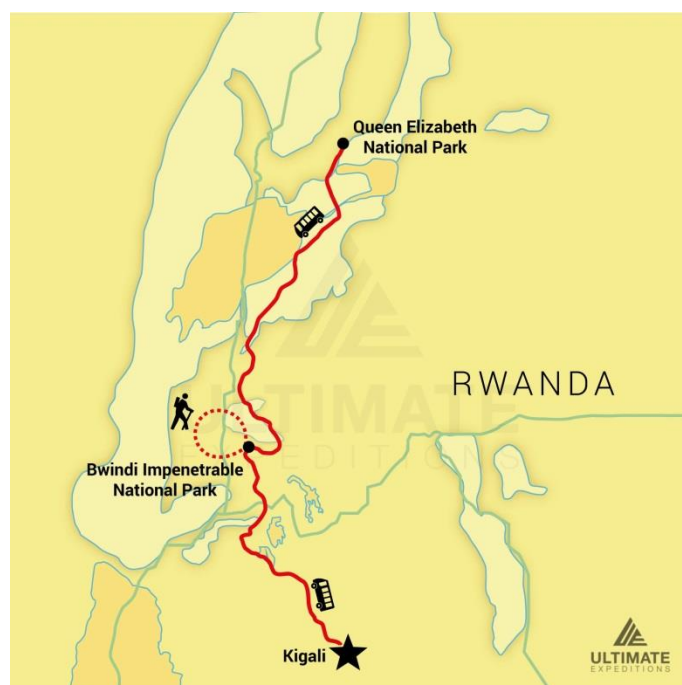 Queen Elizabeth
National Park
RWANDA
ULTIMATE
EXPEDITIONS
Bwindi Impenetrable
National Park
Kigali
ULTIMATE
EXPEDITIONS